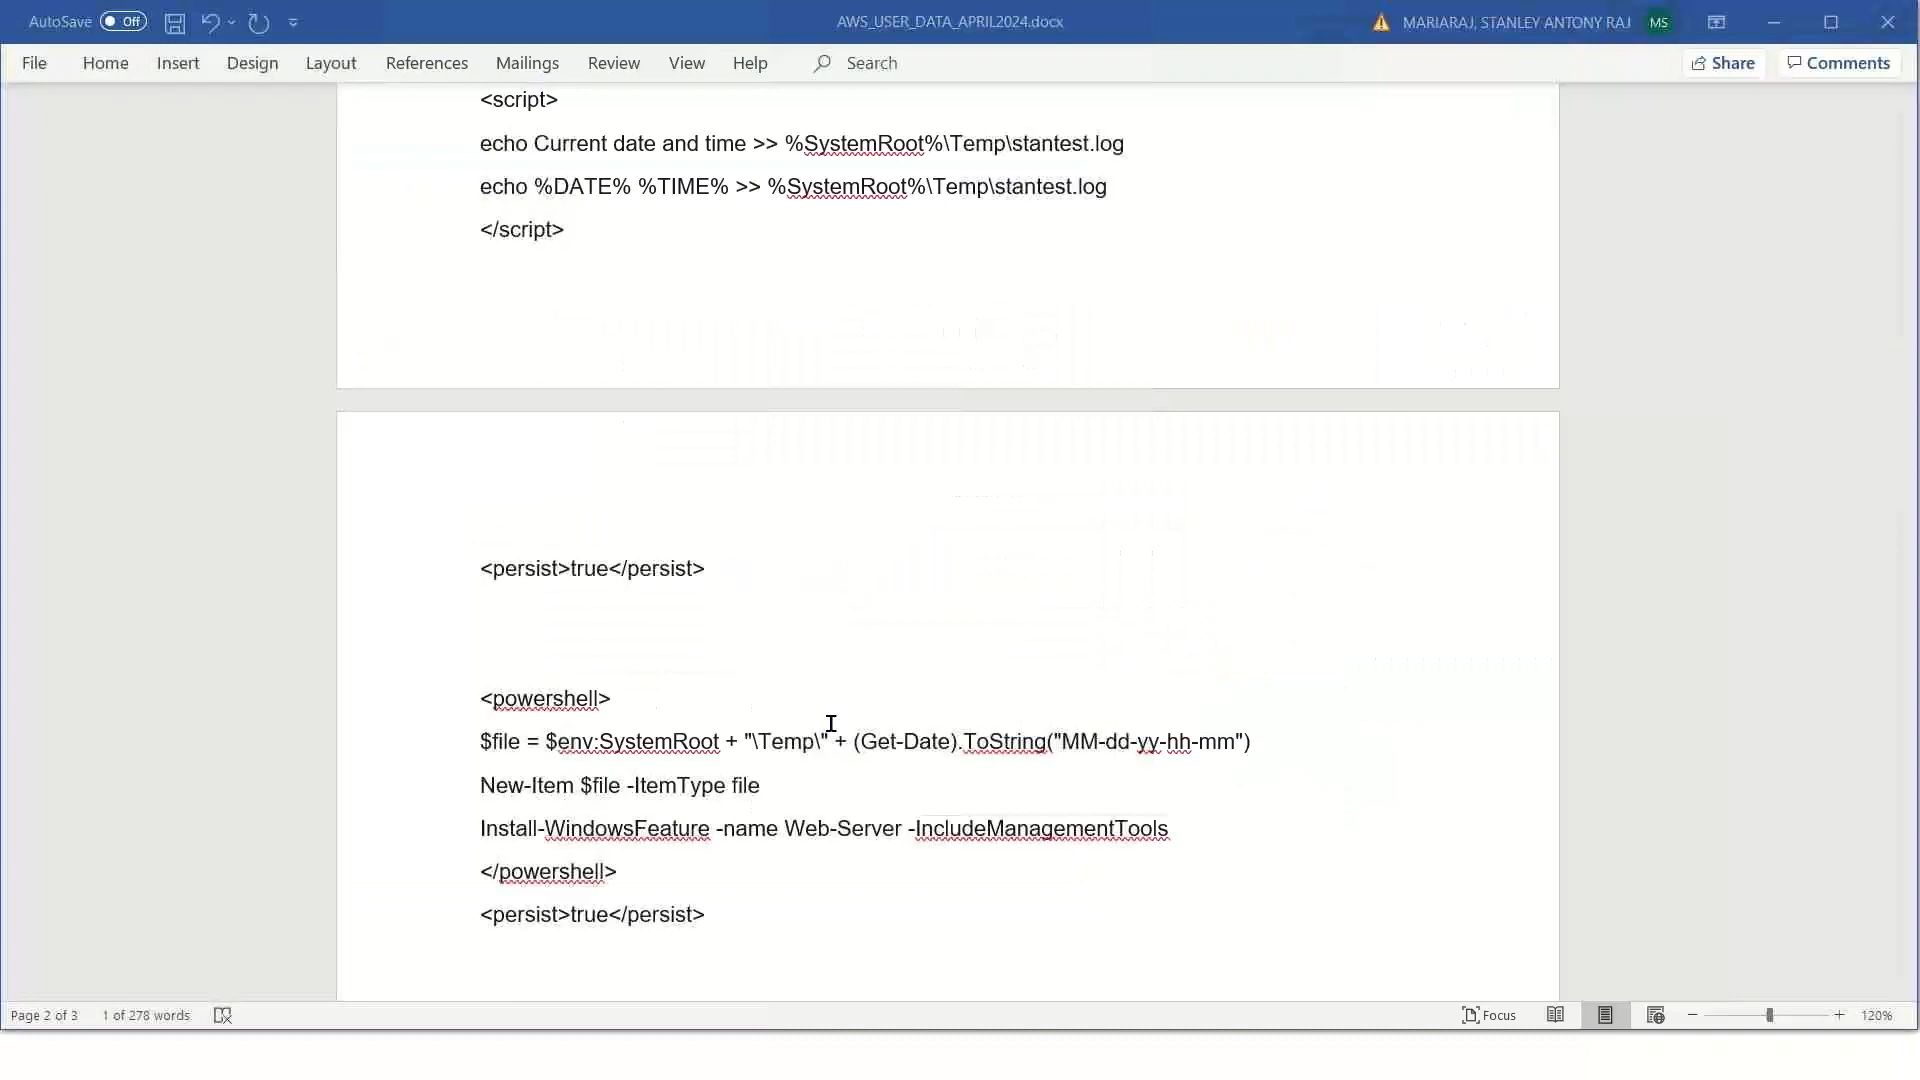 AutoSave Off AWS_USER_DATA_APRIL2024.docx MARIARAJ, STANLEY ANTONY RAJ MS
File Home Insert Design Layout References Mailings Review View Help Search Share Comments
<script>
echo Current date and time >> %SystemRoot%\Temp\stantest.log
echo %DATE% %TIME% >> %SystemRoot%\Temp\stantest.log
</script>
<persist>true</persist>
<powershell>
$file = $env:SystemRoot + "\Temp\" + (Get-Date).ToString("MM-dd-yy-hh-mm")
New-Item $file -ItemType file
Install-WindowsFeature -name Web-Server -IncludeManagementTools
</powershell>
<persist>true</persist>
Page 2 of 3 1 of 278 words Focus 120%